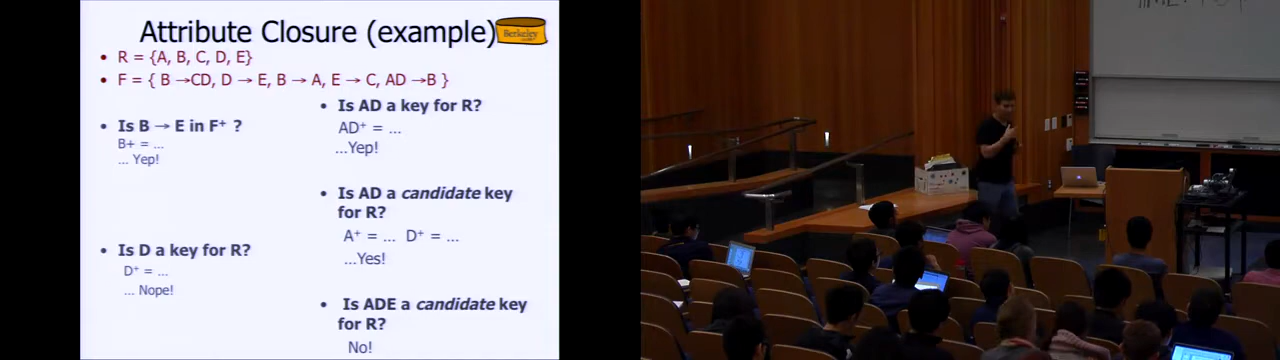 Attribute Closure (example)
Berkeley
• R = {A, B, C, D, E}
• F = { B →CD, D → E, B → A, E → C, AD →B }
• Is B → E in F⁺ ?
B+ = ...
... Yep!
• Is D a key for R?
D⁺ = ...
... Nope!
• Is AD a key for R?
AD⁺ = ...
...Yep!
• Is AD a candidate key
for R?
A⁺ = ... D⁺ = ...
...Yes!
• Is ADE a candidate key
for R?
No!